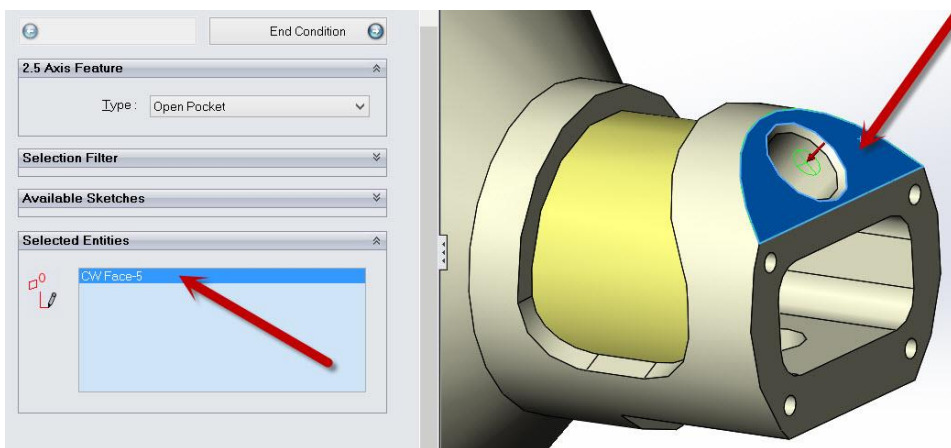 End Condition
2.5 Axis Feature
Type : Open Pocket
Selection Filter
Available Sketches
Selected Entities
CW Face-5